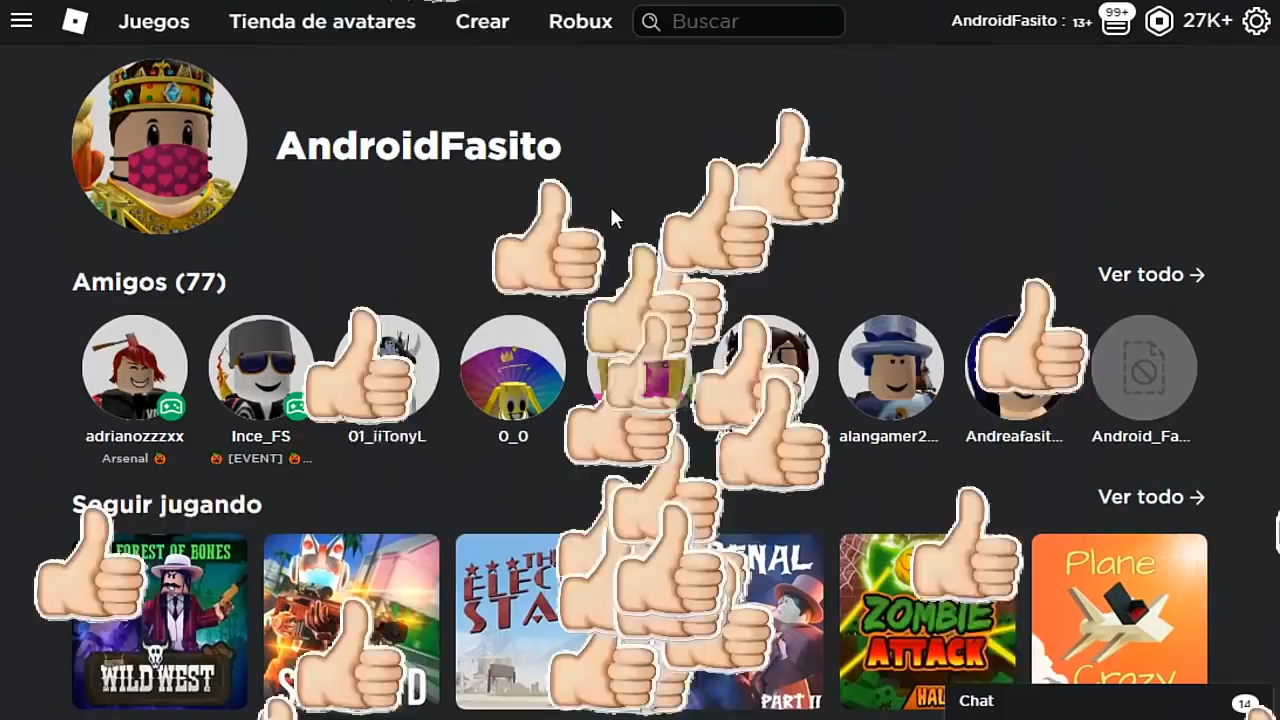 Juegos Tienda de avatares Crear Robux Buscar AndroidFasito : 13+ 99+ 27K+
AndroidFasito
Amigos (77) Ver todo →
adrianozzzxx Ince_FS 01_iiTonyL 0_0 alangamer2... Andreafasit... Android_Fa...
Arsenal 🎃 🎃 [EVENT] 🎃 ...
Seguir jugando Ver todo →
FOREST OF BONES
WILD WEST
THE
ZOMBIE
ATTACK
Plane
Crazy
PART II
Chat 14